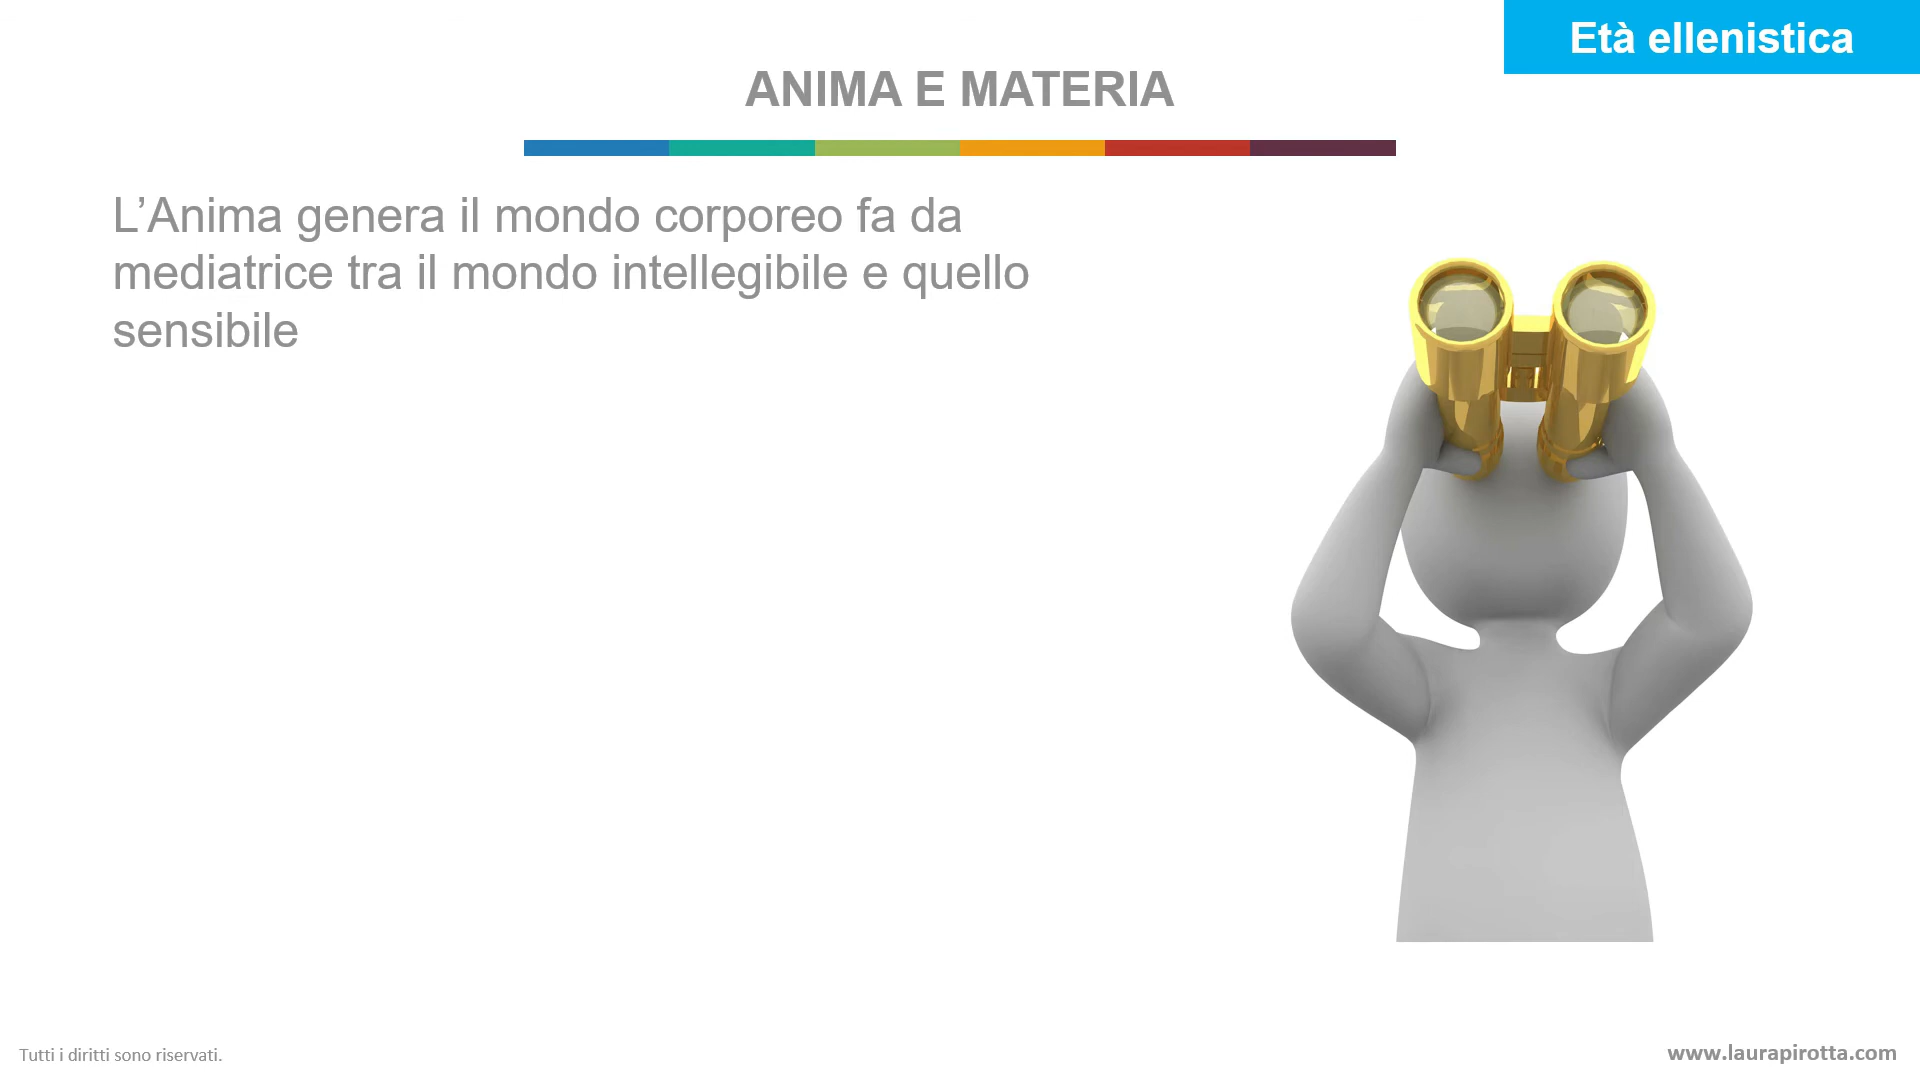 Età ellenistica
ANIMA E MATERIA
L’Anima genera il mondo corporeo fa da
mediatrice tra il mondo intellegibile e quello
sensibile
Tutti i diritti sono riservati.
www.laurapirotta.com